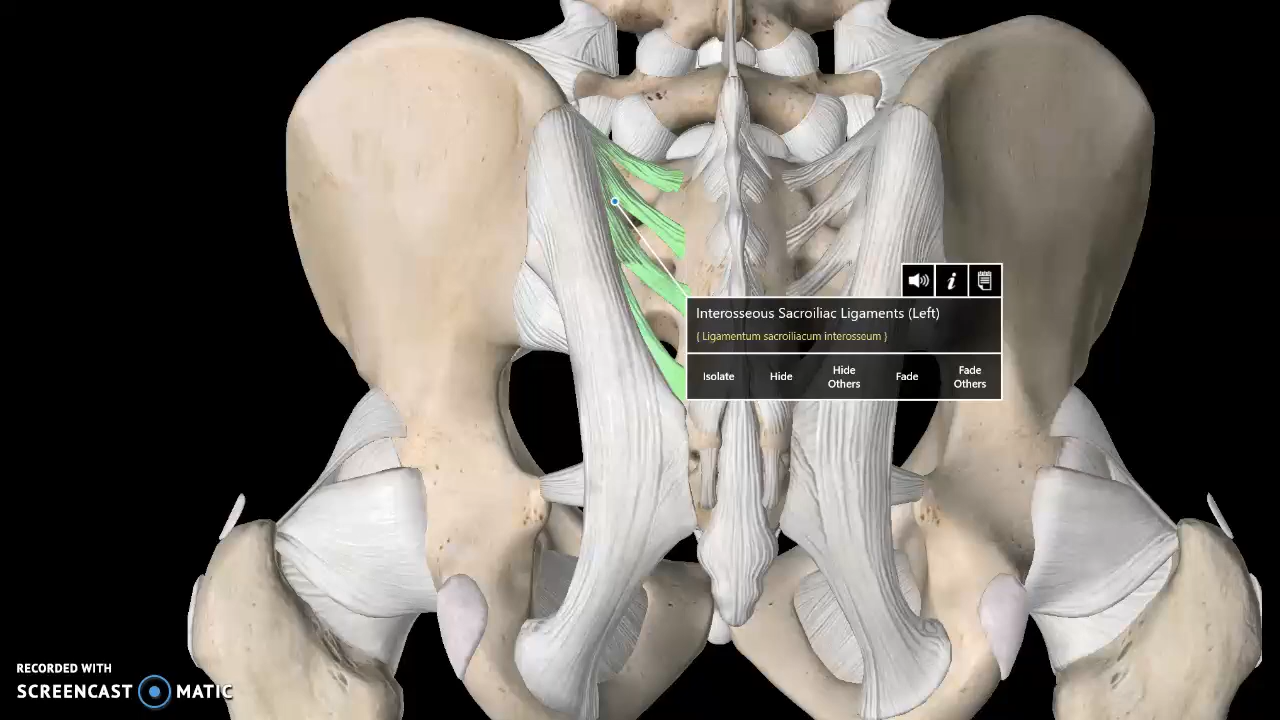 Interosseous Sacroiliac Ligaments (Left)
{ Ligamentum sacroiliacum interosseum }
Isolate Hide Hide Others Fade Fade Others
RECORDED WITH
SCREENCAST MATIC